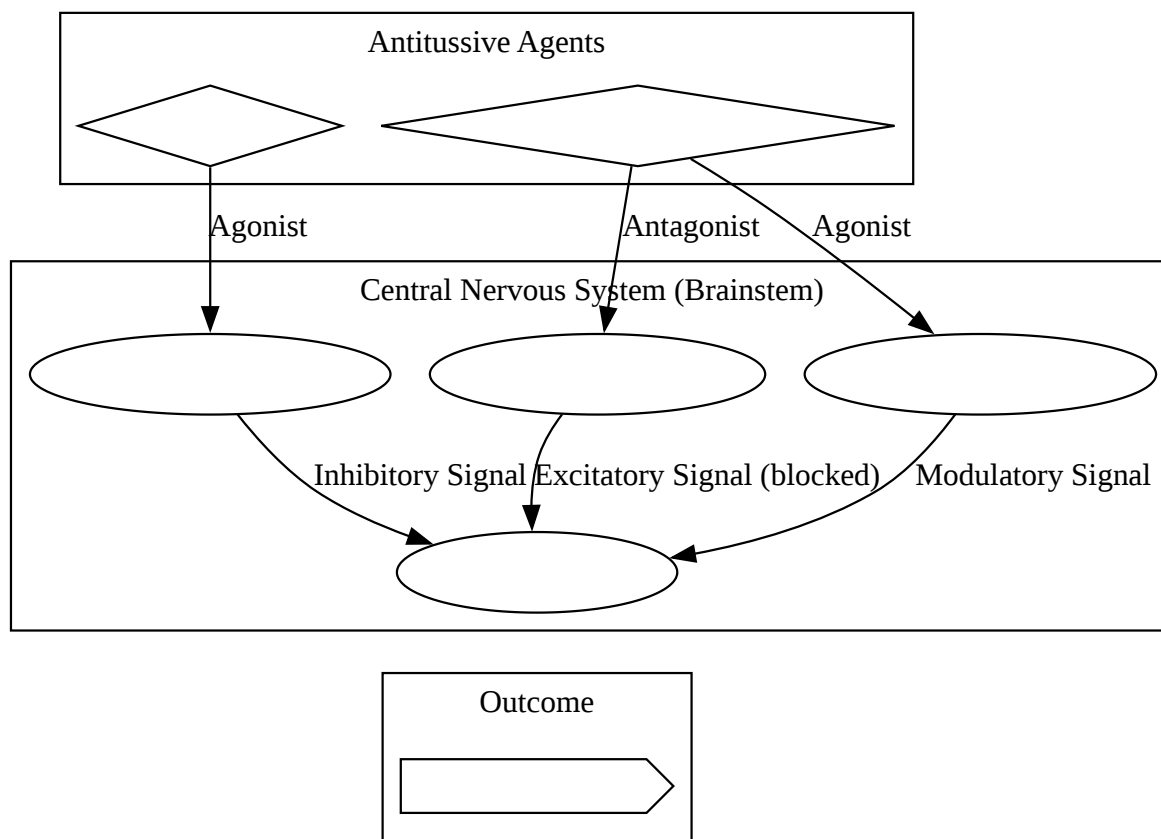 Antitussive Agents
Agonist
Antagonist
Agonist
Central Nervous System (Brainstem)
Inhibitory Signal
Excitatory Signal (blocked)
Modulatory Signal
Outcome